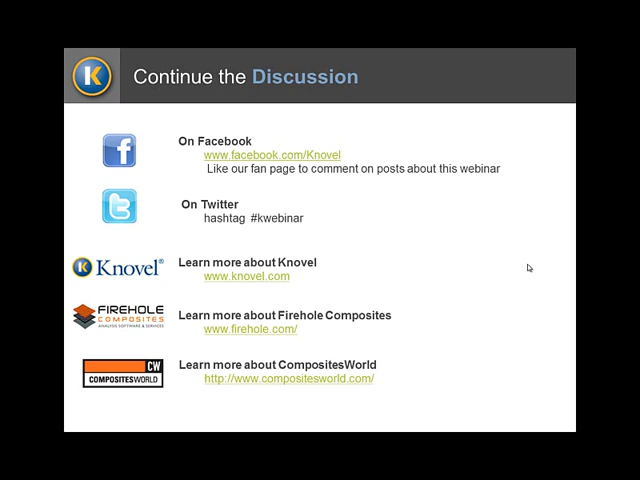 K
Continue the Discussion
f
On Facebook
www.facebook.com/Knovel
Like our fan page to comment on posts about this webinar
t
On Twitter
hashtag #kwebinar
K Knovel®
Learn more about Knovel
www.knovel.com
FIREHOLE
COMPOSITES
ANALYSIS SOFTWARE & SERVICES
Learn more about Firehole Composites
www.firehole.com/
CW
COMPOSITESWORLD
Learn more about CompositesWorld
http://www.compositesworld.com/